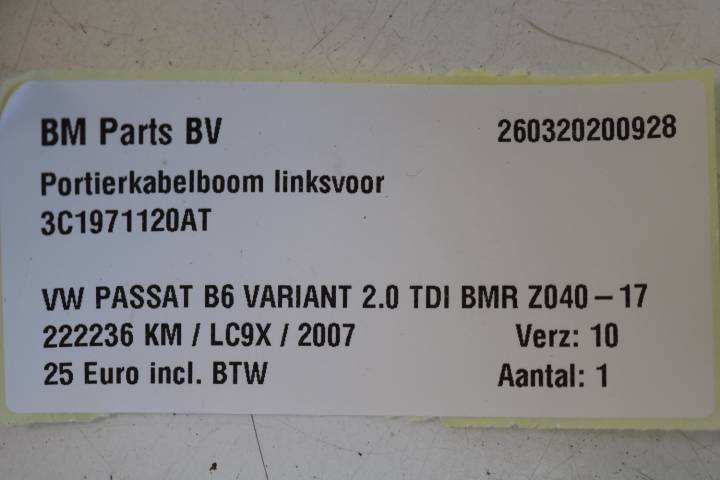 BM Parts BV 260320200928
Portierkabelboom linksvoor
3C1971120AT
VW PASSAT B6 VARIANT 2.0 TDI BMR Z040 – 17
222236 KM / LC9X / 2007 Verz: 10
25 Euro incl. BTW Aantal: 1